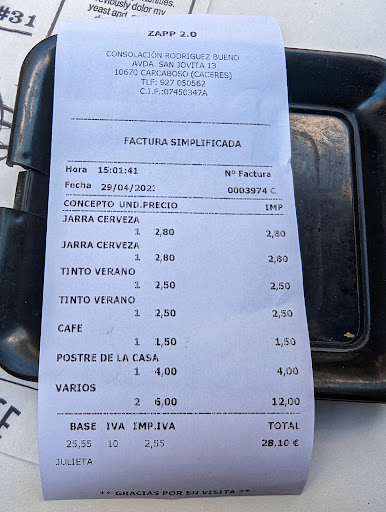 #31
previously dolor my
yeast and
ZAPP 2.0
CONSOLACIÓN RODRIGUEZ BUENO
AVDA. SAN JOVITA 13
10670 CARCABOSO (CACERES)
TLF: 927 050562
C.I.F.:07450347A
FACTURA SIMPLIFICADA
Hora 15:01:41 Nº Factura
Fecha 29/04/2023 0003974 C
CONCEPTO UND.PRECIO IMP
JARRA CERVEZA
1 2,80 2,80
JARRA CERVEZA
1 2,80 2,80
TINTO VERANO
1 2,50 2,50
TINTO VERANO
1 2,50 2,50
CAFE
1 1,50 1,50
POSTRE DE LA CASA
1 4,00 4,00
VARIOS
2 6,00 12,00
BASE IVA IMP.IVA TOTAL
25,55 10 2,55 28,10 €
JULIETA
** GRACIAS POR SU VISITA **